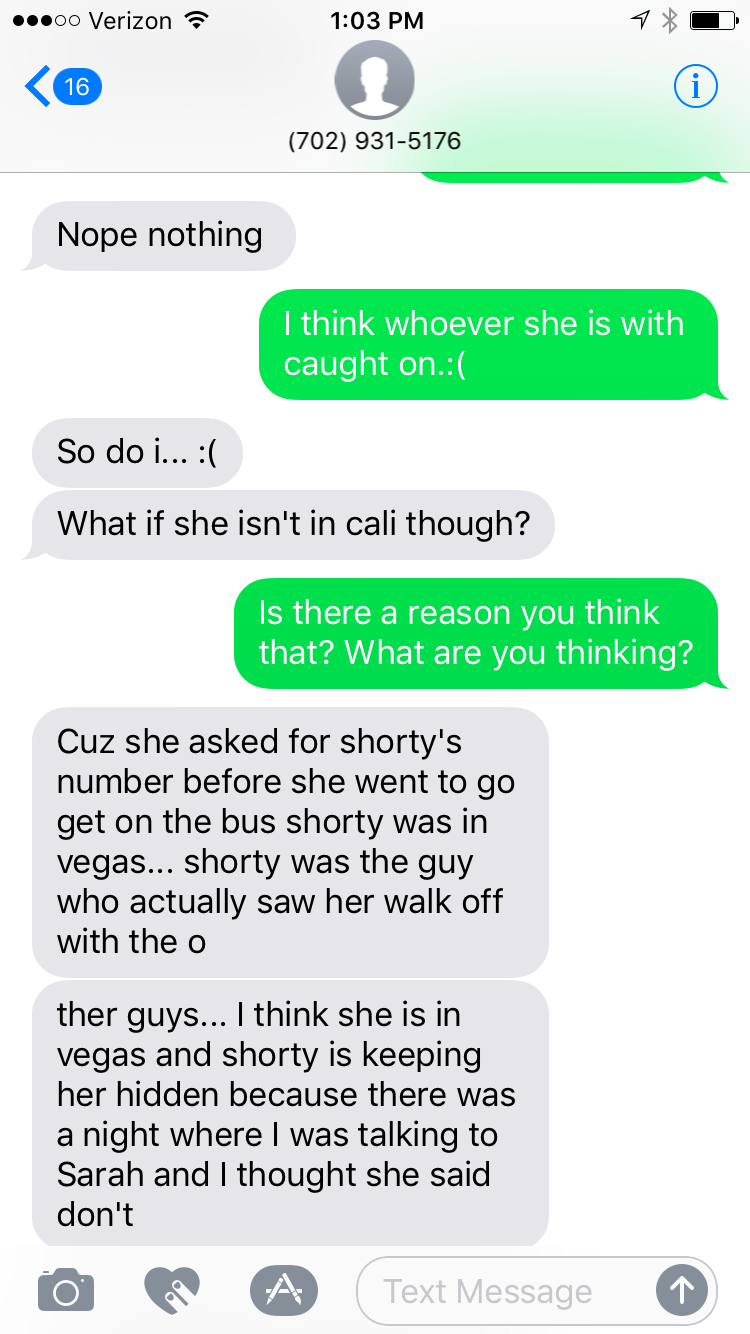 Verizon 1:03 PM
16
(702) 931-5176
Nope nothing
I think whoever she is with
caught on.:(
So do i... :(
What if she isn't in cali though?
Is there a reason you think
that? What are you thinking?
Cuz she asked for shorty's
number before she went to go
get on the bus shorty was in
vegas... shorty was the guy
who actually saw her walk off
with the o
ther guys... I think she is in
vegas and shorty is keeping
her hidden because there was
a night where I was talking to
Sarah and I thought she said
don't
Text Message